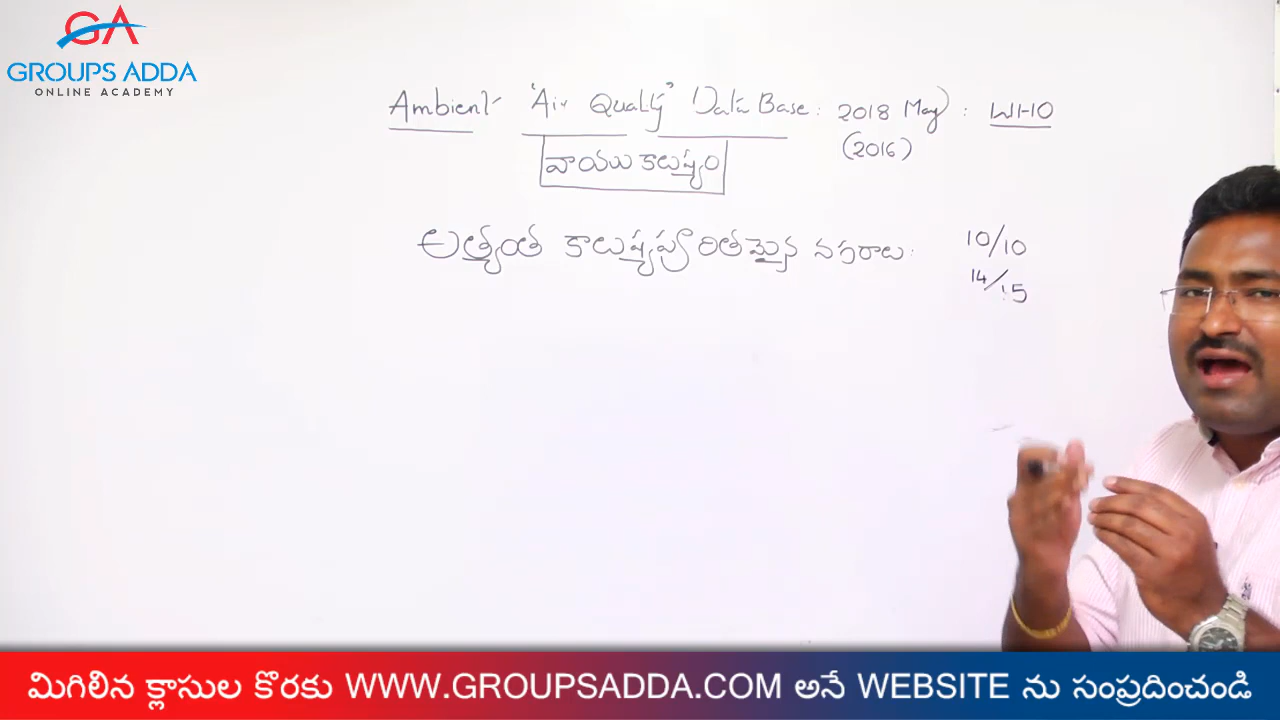 GA
GROUPS ADDA
ONLINE ACADEMY
Ambient "Air Quality" Data Base : 2018 May : WHO
(2016)
వాయు కాలుష్యం
అత్యంత కాలుష్యపూరితమైన నగరాలు :
10/10
14/15
మిగిలిన క్లాసుల కొరకు WWW.GROUPSADDA.COM అనే WEBSITE ను సంప్రదించండి